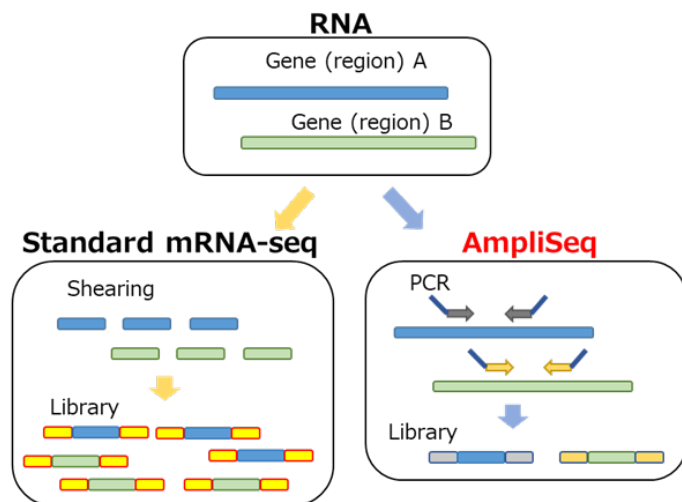 RNA
Gene (region) A
Gene (region) B
Standard mRNA-seq
Shearing
Library
AmpliSeq
PCR
Library